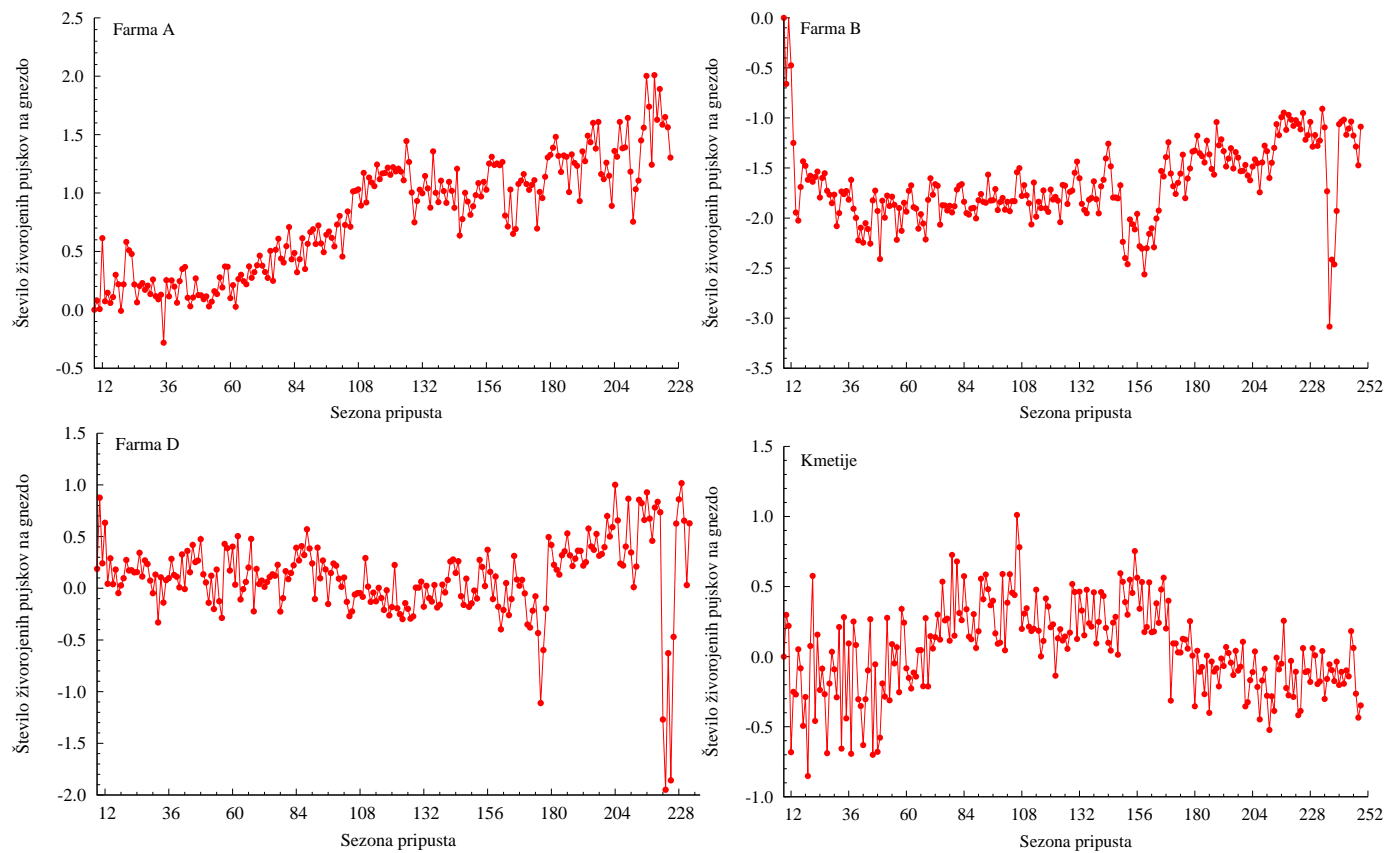 Farma A
Število živorojenih pujskov na gnezdo
2.5
2.0
1.5
1.0
0.5
0.0
-0.5
12 36 60 84 108 132 156 180 204 228
Sezona pripusta
Farma B
Število živorojenih pujskov na gnezdo
0.0
-0.5
-1.0
-1.5
-2.0
-2.5
-3.0
-3.5
12 36 60 84 108 132 156 180 204 228 252
Sezona pripusta
Farma D
Število živorojenih pujskov na gnezdo
1.5
1.0
0.5
0.0
-0.5
-1.0
-1.5
-2.0
12 36 60 84 108 132 156 180 204 228
Sezona pripusta
Kmetije
Število živorojenih pujskov na gnezdo
1.5
1.0
0.5
0.0
-0.5
-1.0
12 36 60 84 108 132 156 180 204 228 252
Sezona pripusta